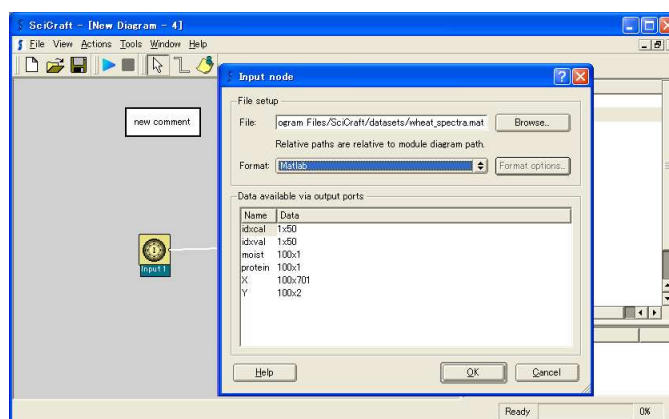 SciCraft - [New Diagram - 4]
File View Actions Tools Window Help
new comment
Input 1
Input node
File setup
File: ogram Files/SciCraft/datasets/wheat_spectra.mat Browse..
Relative paths are relative to module diagram path.
Format: Matlab Format options..
Data available via output ports
Name Data
idxcal 1x50
idxval 1x50
moist 100x1
protein 100x1
X 100x701
Y 100x2
Help OK Cancel
Ready 0%